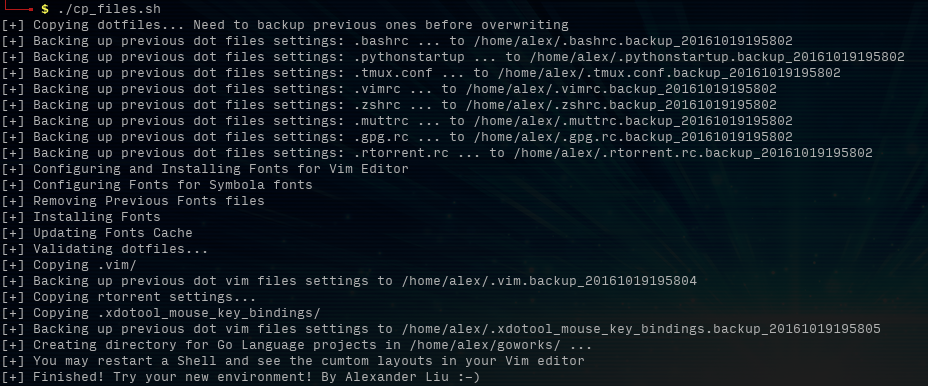 $ ./cp_files.sh
[+] Copying dotfiles... Need to backup previous ones before overwriting
[+] Backing up previous dot files settings: .bashrc ... to /home/alex/.bashrc.backup_20161019195802
[+] Backing up previous dot files settings: .pythonstartup ... to /home/alex/.pythonstartup.backup_20161019195802
[+] Backing up previous dot files settings: .tmux.conf ... to /home/alex/.tmux.conf.backup_20161019195802
[+] Backing up previous dot files settings: .vimrc ... to /home/alex/.vimrc.backup_20161019195802
[+] Backing up previous dot files settings: .zshrc ... to /home/alex/.zshrc.backup_20161019195802
[+] Backing up previous dot files settings: .muttrc ... to /home/alex/.muttrc.backup_20161019195802
[+] Backing up previous dot files settings: .gpg.rc ... to /home/alex/.gpg.rc.backup_20161019195802
[+] Backing up previous dot files settings: .rtorrent.rc ... to /home/alex/.rtorrent.rc.backup_20161019195802
[+] Configuring and Installing Fonts for Vim Editor
[+] Configuring Fonts for Symbola fonts
[+] Removing Previous Fonts files
[+] Installing Fonts
[+] Updating Fonts Cache
[+] Validating dotfiles...
[+] Copying .vim/
[+] Backing up previous dot vim files settings to /home/alex/.vim.backup_20161019195804
[+] Copying rtorrent settings...
[+] Copying .xdotool_mouse_key_bindings/
[+] Backing up previous dot vim files settings to /home/alex/.xdotool_mouse_key_bindings.backup_20161019195805
[+] Creating directory for Go Language projects in /home/alex/goworks/ ...
[+] You may restart a Shell and see the cumtom layouts in your Vim editor
[+] Finished! Try your new environment! By Alexander Liu :-)